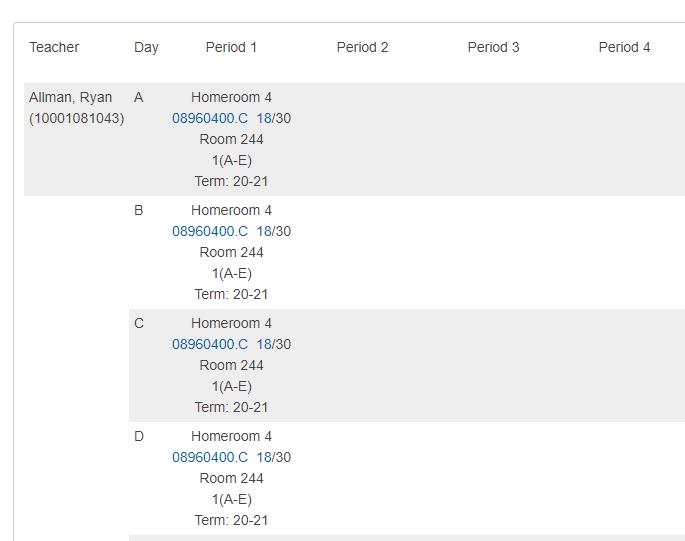 Teacher Day Period 1 Period 2 Period 3 Period 4
Allman, Ryan A Homeroom 4
(10001081043) 08960400.C 18/30
Room 244
1(A-E)
Term: 20-21
B Homeroom 4
08960400.C 18/30
Room 244
1(A-E)
Term: 20-21
C Homeroom 4
08960400.C 18/30
Room 244
1(A-E)
Term: 20-21
D Homeroom 4
08960400.C 18/30
Room 244
1(A-E)
Term: 20-21